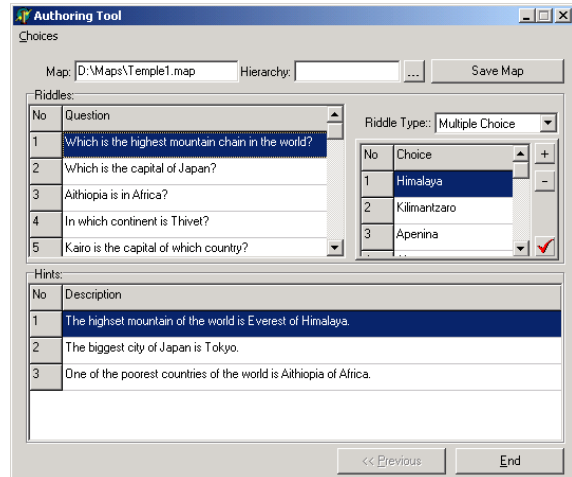 Authoring Tool
Choices
Map: D:\Maps\Temple1.map Hierarchy: ... Save Map
Riddles:
No Question
1 Which is the highest mountain chain in the world?
2 Which is the capital of Japan?
3 Aithiopia is in Africa?
4 In which continent is Thivet?
5 Kairo is the capital of which country?
Riddle Type:: Multiple Choice
No Choice +
1 Himalaya -
2 Kilimantzaro
3 Apenina
Hints:
No Description
1 The highset mountain of the world is Everest of Himalaya.
2 The biggest city of Japan is Tokyo.
3 One of the poorest countries of the world is Aithiopia of Africa.
<< Previous End